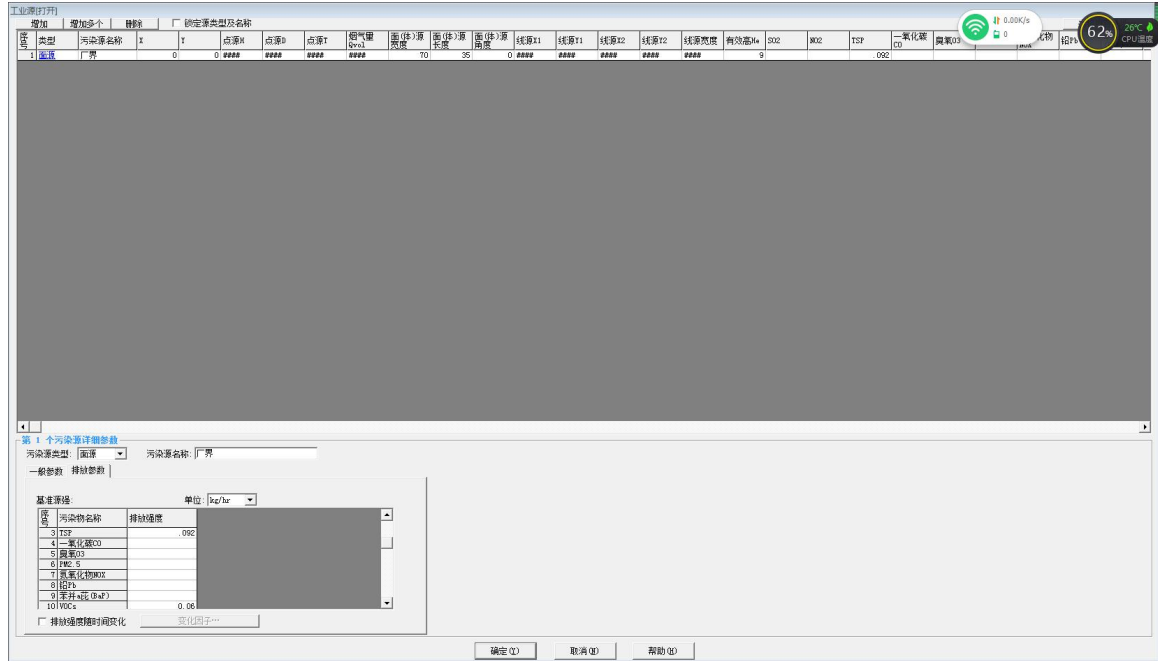 工业源[打开]
增加 增加多个 删除 锁定源类型及名称
序号 类型 污染源名称 X Y 点源H 点源D 点源T 烟气量Qvol 面(体)源宽度 面(体)源长度 面(体)源角度 线源X1 线源Y1 线源X2 线源Y2 线源宽度 有效高He SO2 NO2 TSP 一氧化碳CO 臭氧O3 铅Pb
1 面源 厂界 0 0 #### #### #### #### 70 35 0 #### #### #### #### #### 9 .092
0.00K/s
0
62%
26℃
CPU温度
第 1 个污染源详细参数
污染源类型: 面源 污染源名称: 厂界
一般参数 排放参数
基准源强: 单位: kg/hr
序号 污染物名称 排放强度
3 TSP .092
4 一氧化碳CO
5 臭氧O3
6 PM2.5
7 氮氧化物NOX
8 铅Pb
9 苯并a芘(BaP)
10 VOCs 0.06
排放强度随时间变化 变化因子…
确定(Y) 取消(N) 帮助(H)